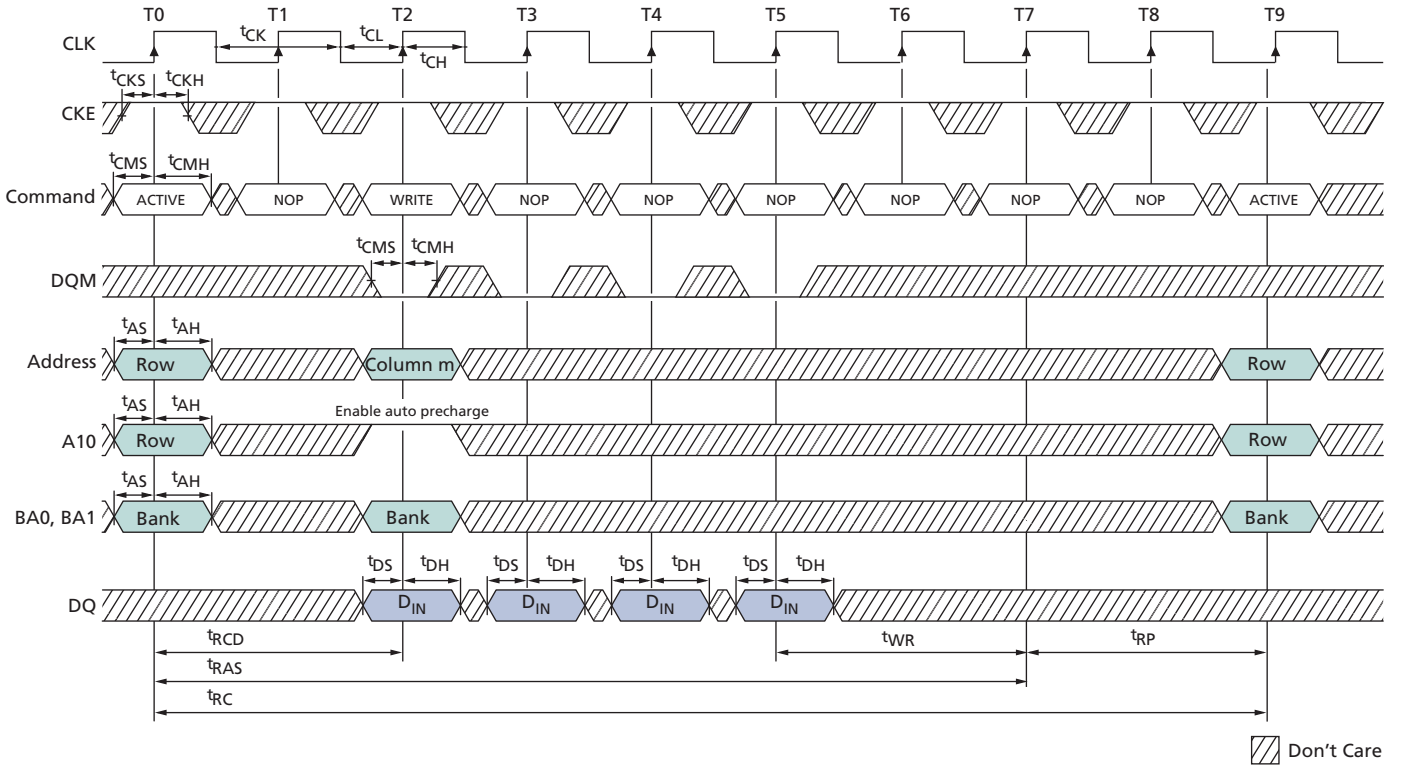 T0 T1 T2 T3 T4 T5 T6 T7 T8 T9
CLK tCK tCL tCH
tCKS tCKH
CKE
tCMS tCMH
Command ACTIVE NOP WRITE NOP NOP NOP NOP NOP NOP ACTIVE
tCMS tCMH
DQM
tAS tAH
Address Row Column m Row
tAS tAH Enable auto precharge
A10 Row Row
tAS tAH
BA0, BA1 Bank Bank Bank
tDS tDH tDS tDH tDS tDH tDS tDH
DQ DIN DIN DIN DIN
tRCD tWR tRP
tRAS
tRC
Don't Care